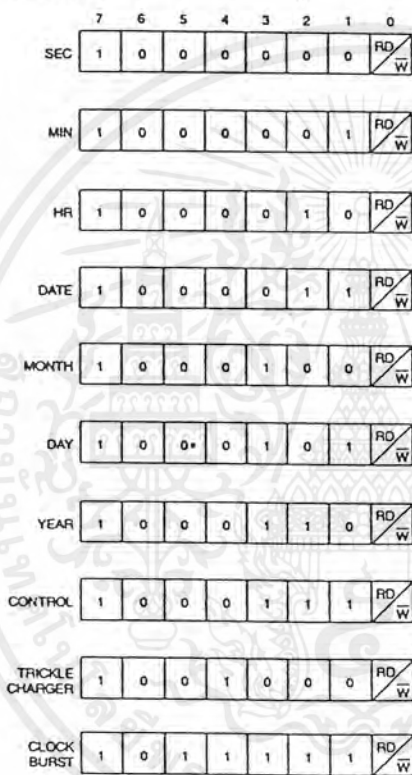 7 6 5 4 3 2 1 0
SEC 1 0 0 0 0 0 0 RD/W̅
MIN 1 0 0 0 0 0 1 RD/W̅
HR 1 0 0 0 0 1 0 RD/W̅
DATE 1 0 0 0 0 1 1 RD/W̅
MONTH 1 0 0 0 1 0 0 RD/W̅
DAY 1 0 0 0 1 0 1 RD/W̅
YEAR 1 0 0 0 1 1 0 RD/W̅
CONTROL 1 0 0 0 1 1 1 RD/W̅
TRICKLE
CHARGER 1 0 0 1 0 0 0 RD/W̅
CLOCK
BURST 1 0 1 1 1 1 1 RD/W̅